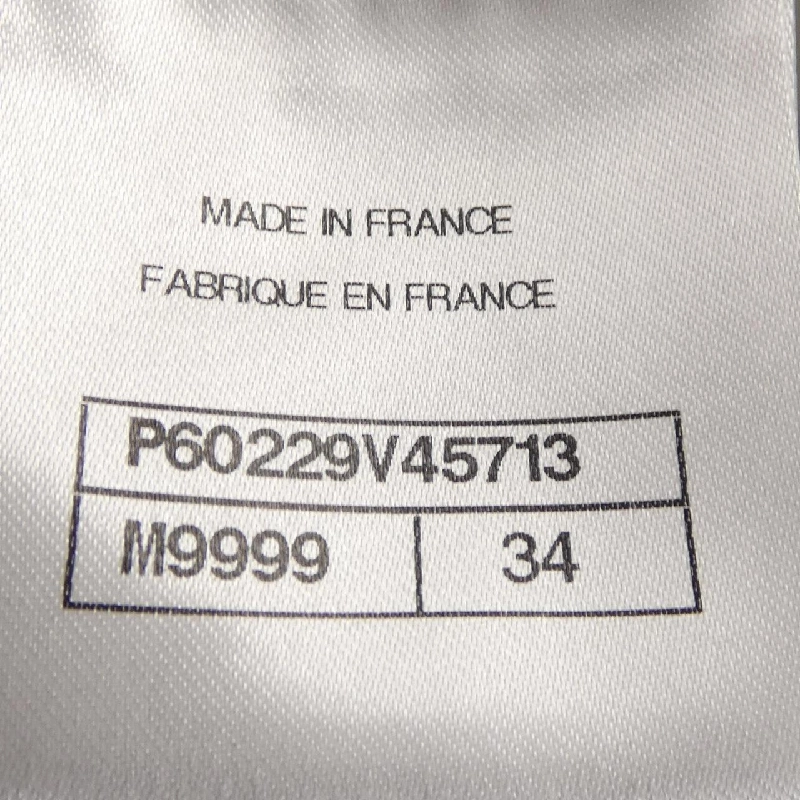 MADE IN FRANCE
FABRIQUE EN FRANCE
P60229V45713
M9999 34